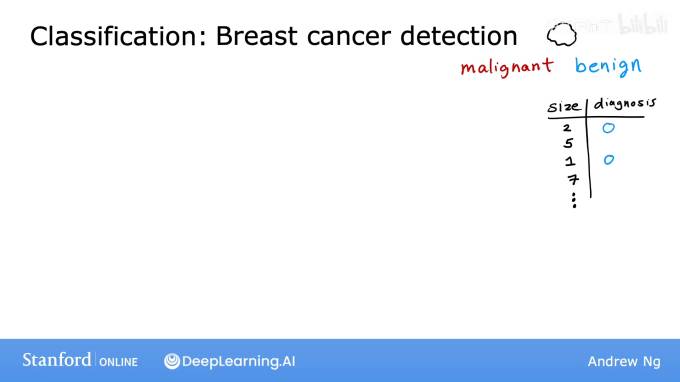 Classification: Breast cancer detection
bilibili
malignant benign
size diagnosis
2 0
5
1 0
7
⋮
Stanford ONLINE DeepLearning.AI Andrew Ng